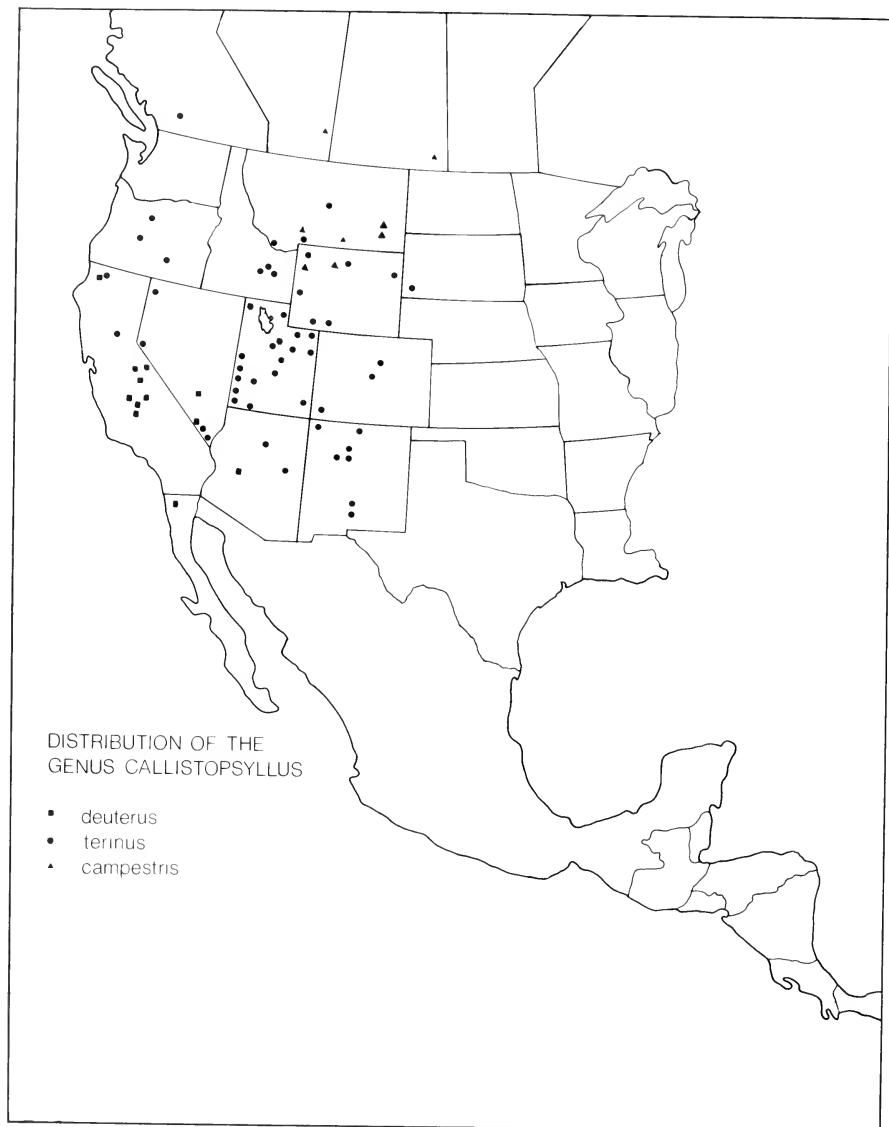 DISTRIBUTION OF THE
GENUS CALLISTOPSYLLUS
deuterus
terinus
campestris